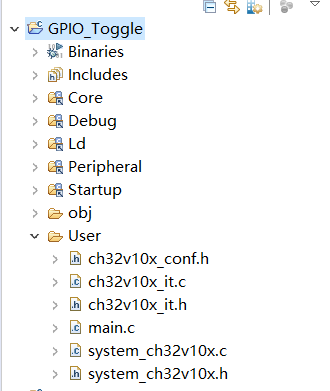 GPIO_Toggle
Binaries
Includes
Core
Debug
Ld
Peripheral
Startup
obj
User
ch32v10x_conf.h
ch32v10x_it.c
ch32v10x_it.h
main.c
system_ch32v10x.c
system_ch32v10x.h